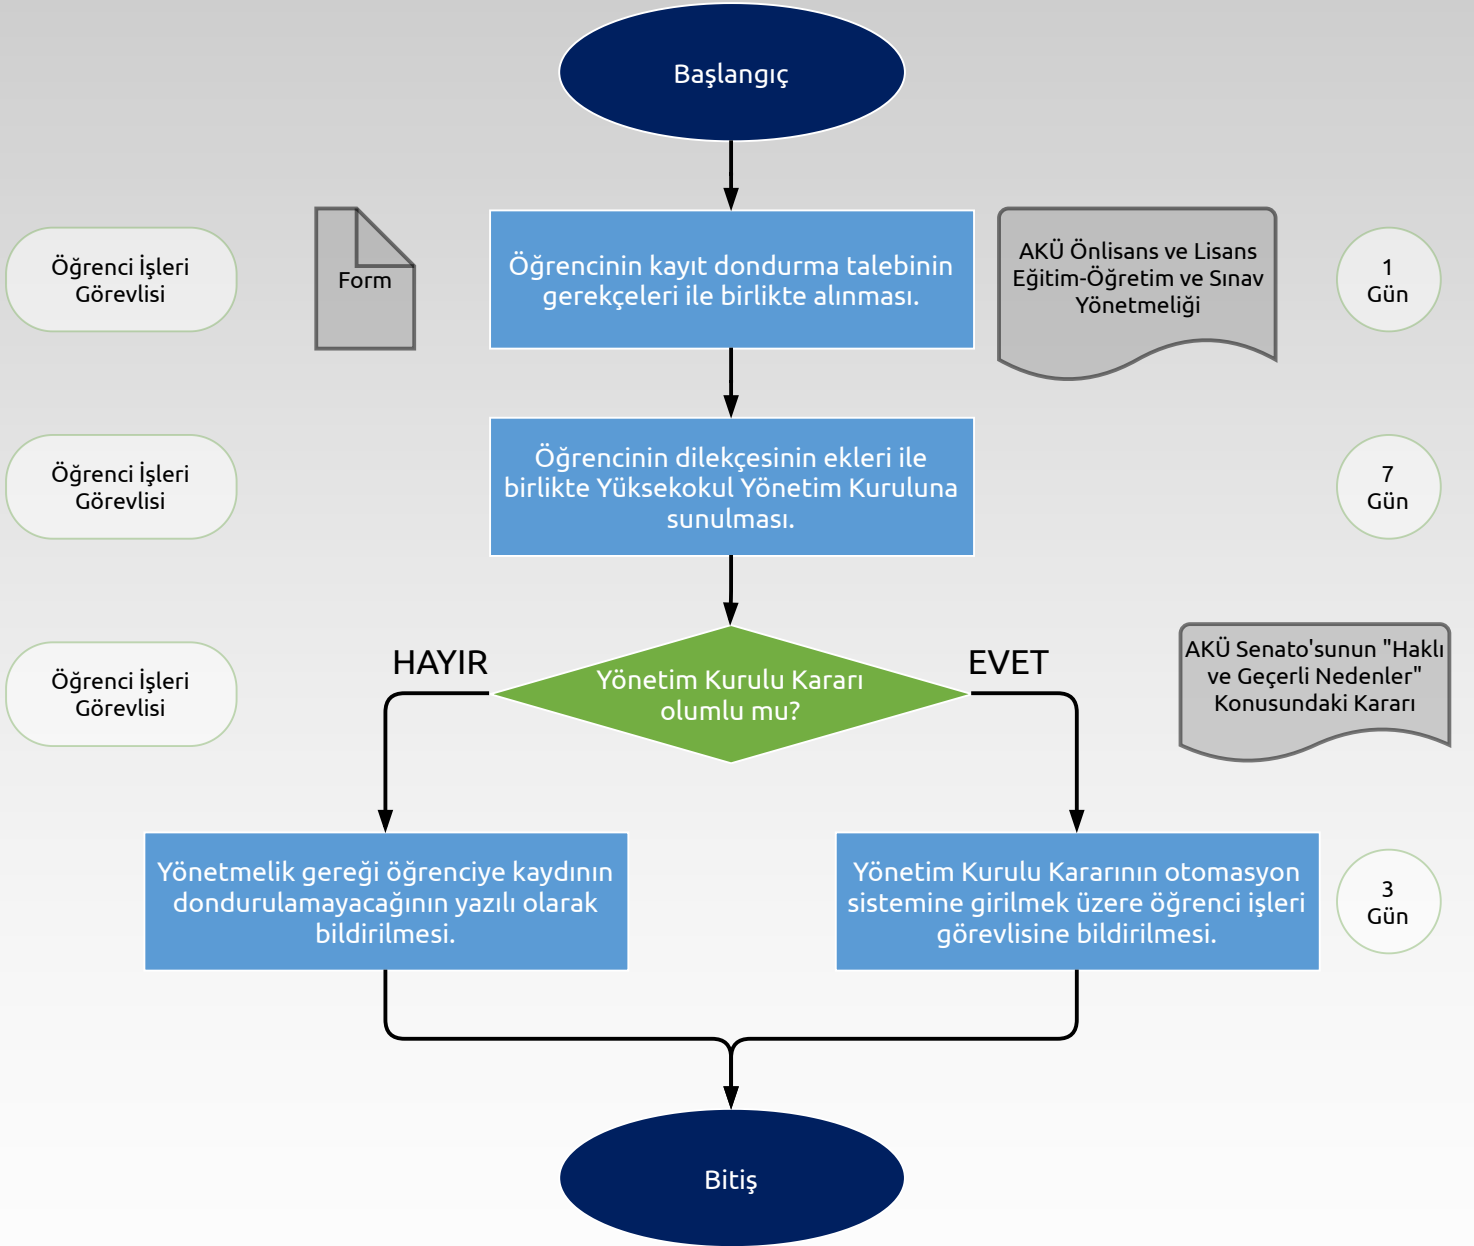 Başlangıç
Öğrenci İşleri
Görevlisi
Form
Öğrencinin kayıt dondurma talebinin
gerekçeleri ile birlikte alınması.
AKÜ Önlisans ve Lisans
Eğitim-Öğretim ve Sınav
Yönetmeliği
1
Gün
Öğrenci İşleri
Görevlisi
Öğrencinin dilekçesinin ekleri ile
birlikte Yüksekokul Yönetim Kuruluna
sunulması.
7
Gün
Öğrenci İşleri
Görevlisi
HAYIR
Yönetim Kurulu Kararı
olumlu mu?
EVET
AKÜ Senato'sunun "Haklı
ve Geçerli Nedenler"
Konusundaki Kararı
Yönetmelik gereği öğrenciye kaydının
dondurulamayacağının yazılı olarak
bildirilmesi.
Yönetim Kurulu Kararının otomasyon
sistemine girilmek üzere öğrenci işleri
görevlisine bildirilmesi.
3
Gün
Bitiş